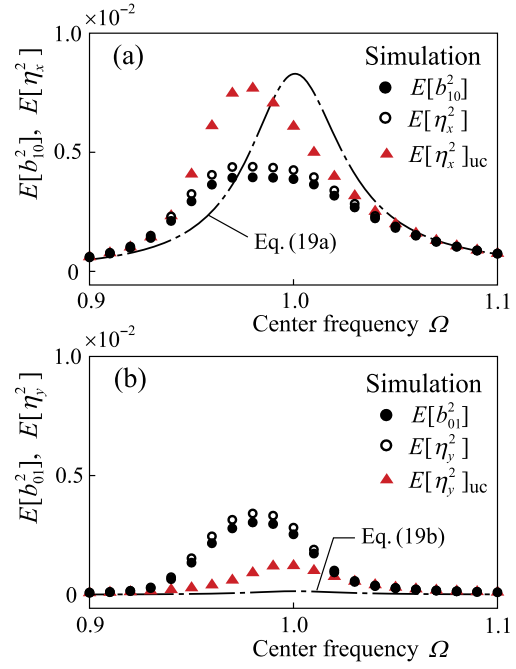 ×10⁻²
1.0
(a)
Simulation
E[b²₁₀]
E[η²ₓ]
E[η²ₓ]uc
0.5
Eq. (19a)
0
E[b²₁₀], E[η²ₓ]
0.9
1.0
1.1
Center frequency Ω
×10⁻²
1.0
(b)
Simulation
E[b²₀₁]
E[η²ᵧ]
E[η²ᵧ]uc
0.5
Eq. (19b)
0
E[b²₀₁], E[η²ᵧ]
0.9
1.0
1.1
Center frequency Ω